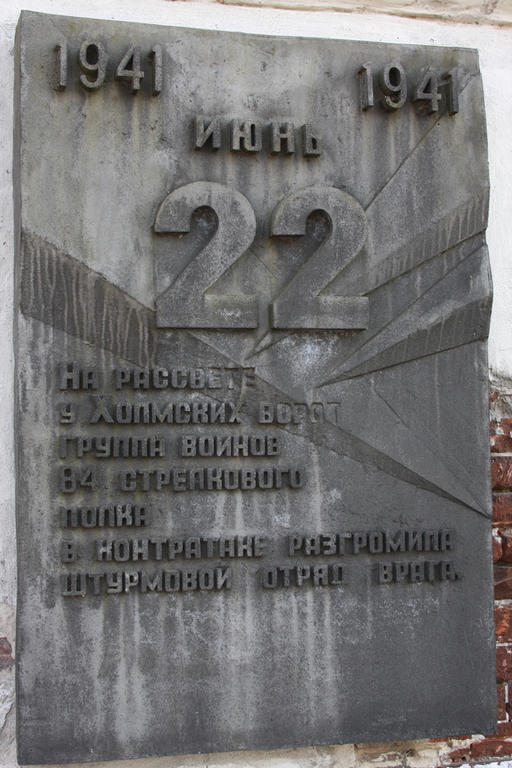 1941 1941
ИЮНЬ
22
НА РАССВЕТЕ
У ХОЛМСКИХ ВОРОТ
ГРУППА ВОИНОВ
84 СТРЕЛКОВОГО
ПОЛКА
В КОНТРАТАКЕ РАЗГРОМИЛА
ШТУРМОВОЙ ОТРЯД ВРАГА.